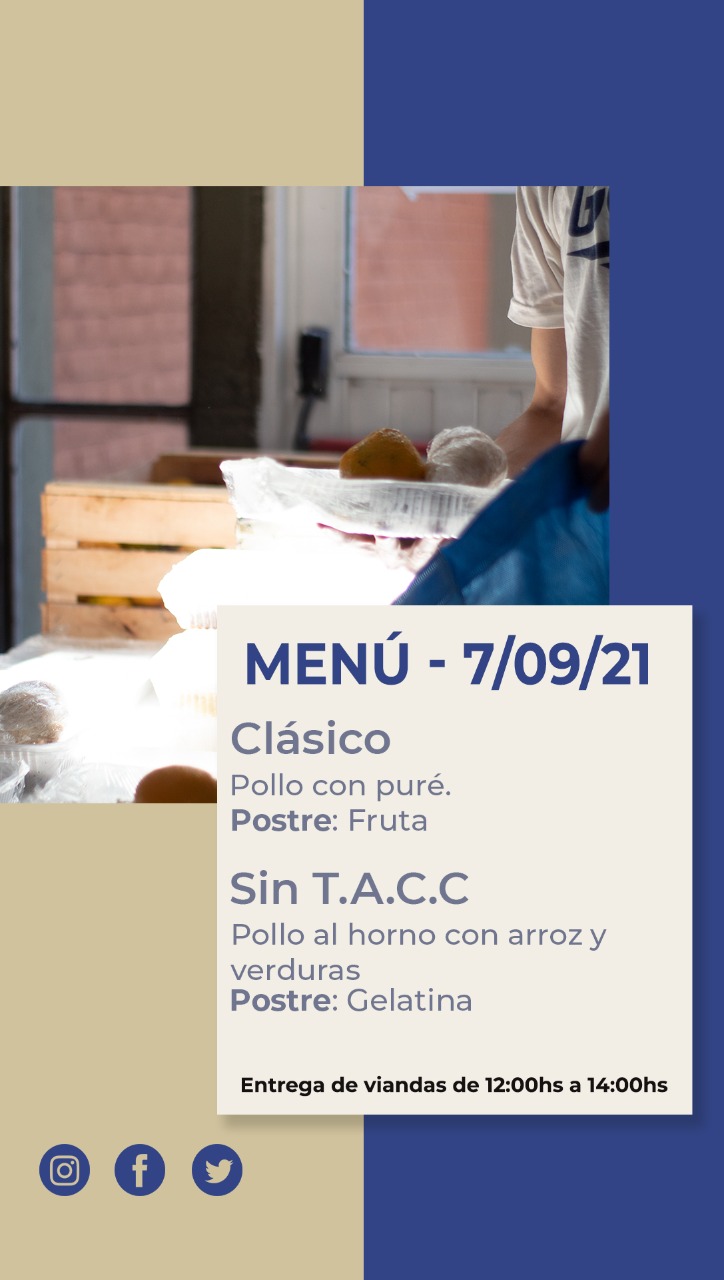 MENÚ - 7/09/21
Clásico
Pollo con puré.
Postre: Fruta
Sin T.A.C.C
Pollo al horno con arroz y
verduras
Postre: Gelatina
Entrega de viandas de 12:00hs a 14:00hs